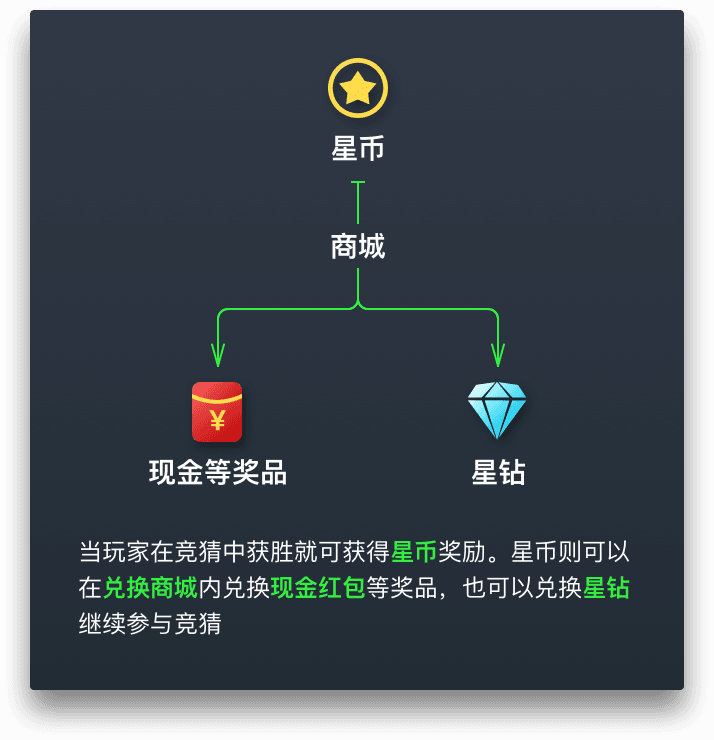 星币
商城
¥
现金等奖品
星钻
当玩家在竞猜中获胜就可获得星币奖励。星币则可以
在兑换商城内兑换现金红包等奖品，也可以兑换星钻
继续参与竞猜